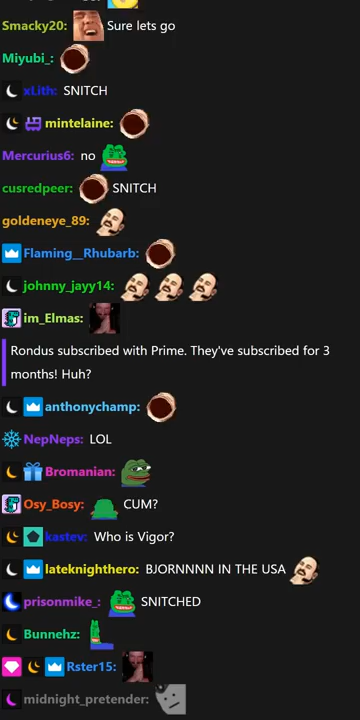 Smacky20: Sure lets go
Miyubi_:
xLith: SNITCH
mintelaine:
Mercurius6: no
cusredpeer: SNITCH
goldeneye_89:
Flaming__Rhubarb:
johnny_jayy14:
im_Elmas:
Rondus subscribed with Prime. They've subscribed for 3
months! Huh?
anthonychamp:
NepNeps: LOL
Bromanian:
Osy_Bosy: CUM?
kastev: Who is Vigor?
lateknighthero: BJORNNNN IN THE USA
prisonmike_: SNITCHED
Bunnehz:
Rster15:
midnight_pretender: